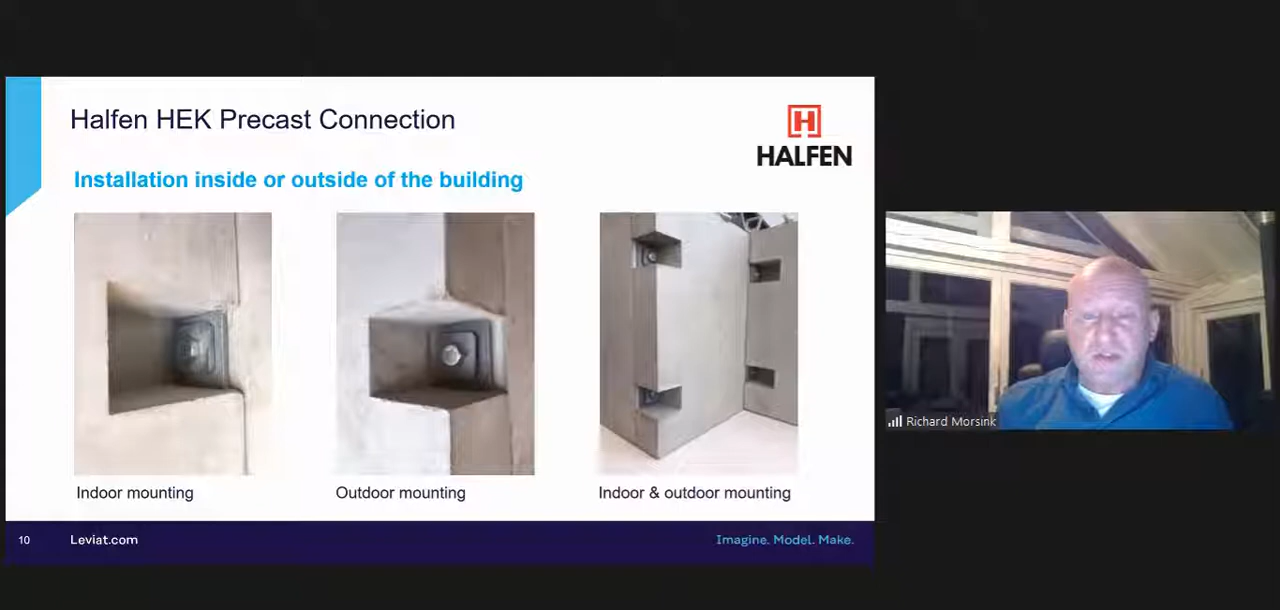 Halfen HEK Precast Connection
H
HALFEN
Installation inside or outside of the building
Indoor mounting
Outdoor mounting
Indoor & outdoor mounting
10
Leviat.com
Imagine. Model. Make.
Richard Morsink